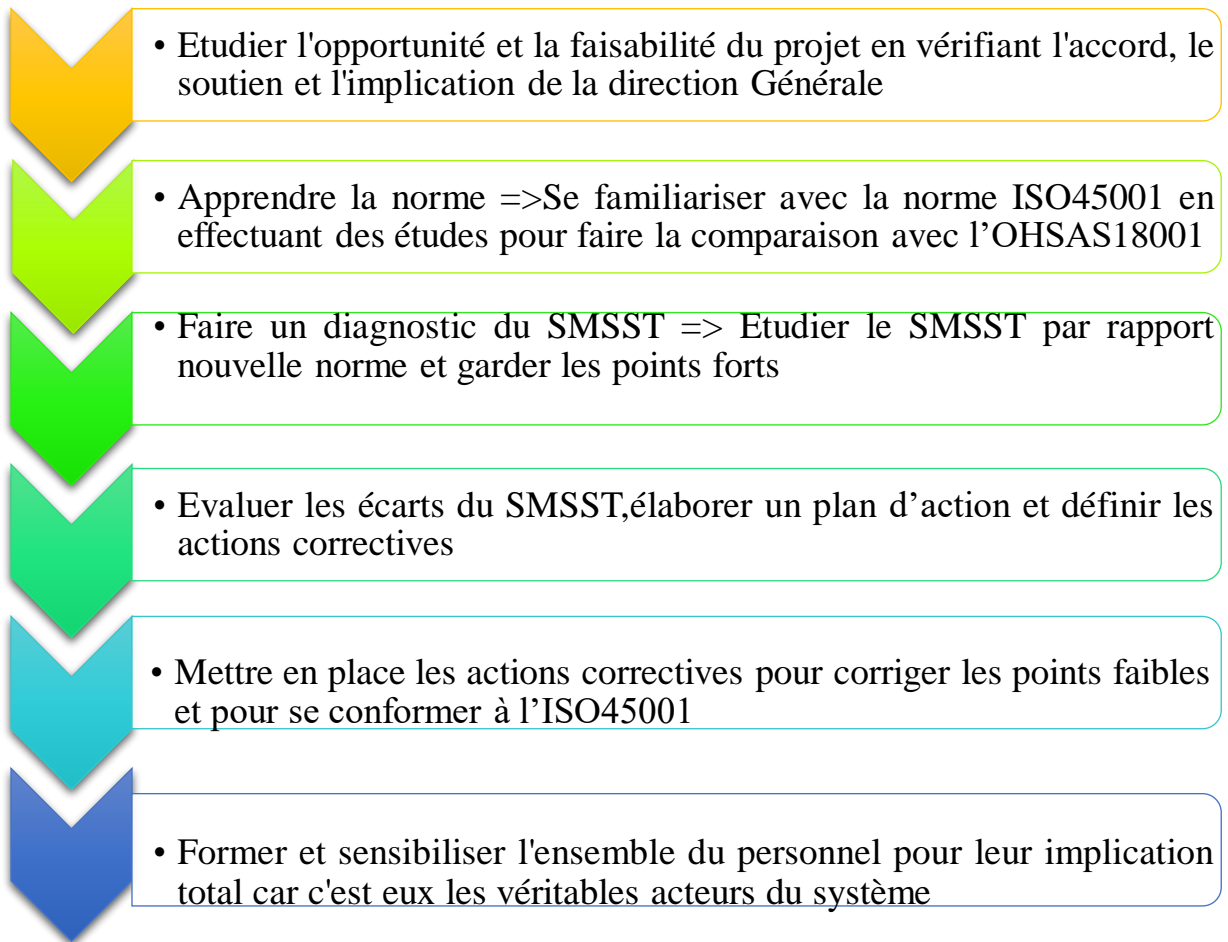 • Etudier l'opportunité et la faisabilité du projet en vérifiant l'accord, le
soutien et l'implication de la direction Générale
• Apprendre la norme =>Se familiariser avec la norme ISO45001 en
effectuant des études pour faire la comparaison avec l’OHSAS18001
• Faire un diagnostic du SMSST => Etudier le SMSST par rapport
nouvelle norme et garder les points forts
• Evaluer les écarts du SMSST,élaborer un plan d’action et définir les
actions correctives
• Mettre en place les actions correctives pour corriger les points faibles
et pour se conformer à l’ISO45001
• Former et sensibiliser l'ensemble du personnel pour leur implication
total car c'est eux les véritables acteurs du système